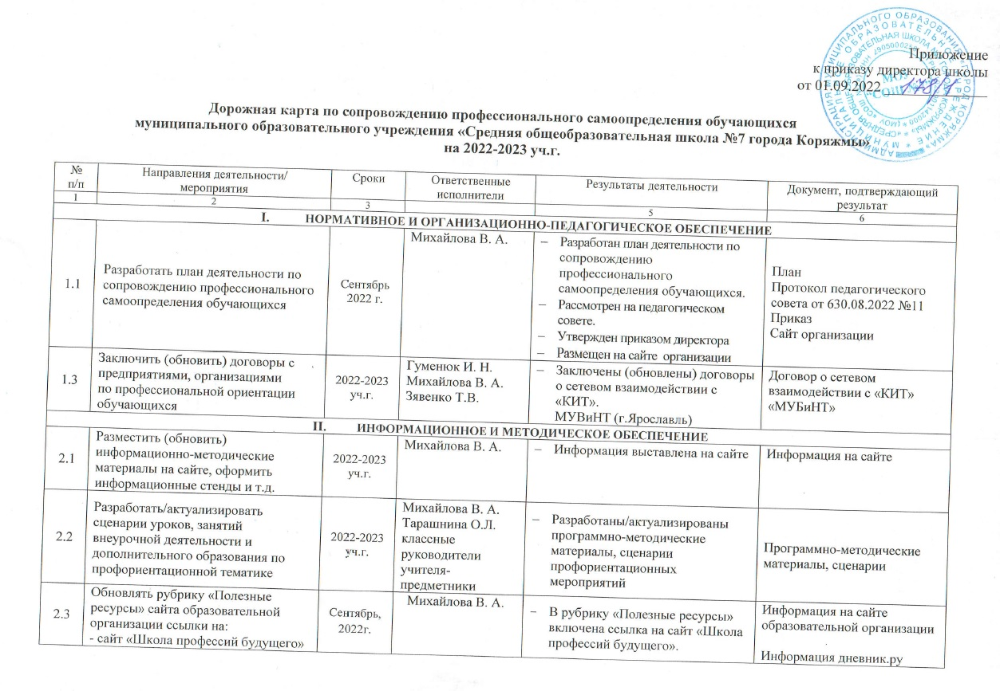 Приложение
к приказу директора школы
от 01.09.2022 178/1
Дорожная карта по сопровождению профессионального самоопределения обучающихся
муниципального образовательного учреждения «Средняя общеобразовательная школа №7 города Коряжмы»
на 2022-2023 уч.г.
№ п/п
Направления деятельности/ мероприятия
Сроки
Ответственные исполнители
Результаты деятельности
Документ, подтверждающий результат
1 2 3 5 6
I. НОРМАТИВНОЕ И ОРГАНИЗАЦИОННО-ПЕДАГОГИЧЕСКОЕ ОБЕСПЕЧЕНИЕ
1.1
Разработать план деятельности по
сопровождению профессионального
самоопределения обучающихся
Сентябрь
2022 г.
Михайлова В. А.
– Разработан план деятельности по
сопровождению
профессионального
самоопределения обучающихся.
– Рассмотрен на педагогическом
совете.
– Утвержден приказом директора
– Размещен на сайте организации
План
Протокол педагогического
совета от 630.08.2022 №11
Приказ
Сайт организации
1.3
Заключить (обновить) договоры с
предприятиями, организациями
по профессиональной ориентации
обучающихся
2022-2023
уч.г.
Гуменюк И. Н.
Михайлова В. А.
Зявенко Т.В.
– Заключены (обновлены) договоры
о сетевом взаимодействии с
«КИТ».
МУВиНТ (г.Ярославль)
Договор о сетевом
взаимодействии с «КИТ»
«МУБиНТ»
II. ИНФОРМАЦИОННОЕ И МЕТОДИЧЕСКОЕ ОБЕСПЕЧЕНИЕ
2.1
Разместить (обновить)
информационно-методические
материалы на сайте, оформить
информационные стенды и т.д.
2022-2023
уч.г.
Михайлова В. А.
– Информация выставлена на сайте
Информация на сайте
2.2
Разработать/актуализировать
сценарии уроков, занятий
внеурочной деятельности и
дополнительного образования по
профориентационной тематике
2022-2023
уч.г.
Михайлова В. А.
Тарашнина О.Л.
классные
руководители
учителя-
предметники
– Разработаны/актуализированы
программно-методические
материалы, сценарии
профориентационных
мероприятий
Программно-методические
материалы, сценарии
2.3
Обновлять рубрику «Полезные
ресурсы» сайта образовательной
организации ссылки на:
- сайт «Школа профессий будущего»
Сентябрь,
2022г.
Михайлова В. А.
– В рубрику «Полезные ресурсы»
включена ссылка на сайт «Школа
профессий будущего».
Информация на сайте
образовательной организации
Информация дневник.ру